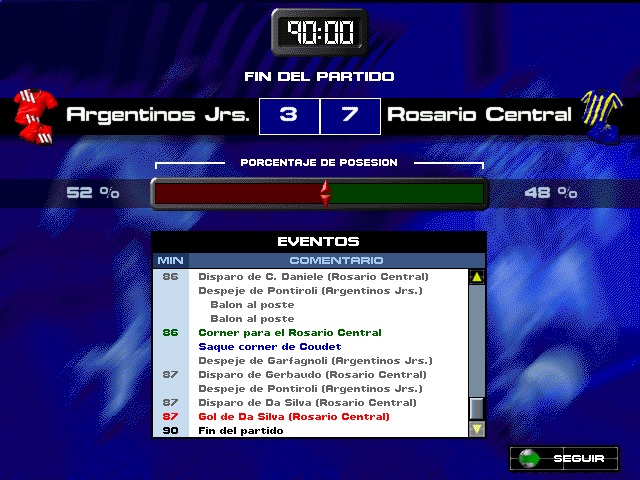 90:00
FIN DEL PARTIDO
Argentinos Jrs. 3 7 Rosario Central
PORCENTAJE DE POSESION
52 % 48 %
EVENTOS
MIN COMENTARIO
86 Disparo de C. Daniele (Rosario Central)
Despeje de Pontiroli (Argentinos Jrs.)
Balon al poste
Balon al poste
86 Corner para el Rosario Central
Saque corner de Coudet
Despeje de Garfagnoli (Argentinos Jrs.)
87 Disparo de Gerbaudo (Rosario Central)
Despeje de Pontiroli (Argentinos Jrs.)
87 Disparo de Da Silva (Rosario Central)
87 Gol de Da Silva (Rosario Central)
90 Fin del partido
SEGUIR